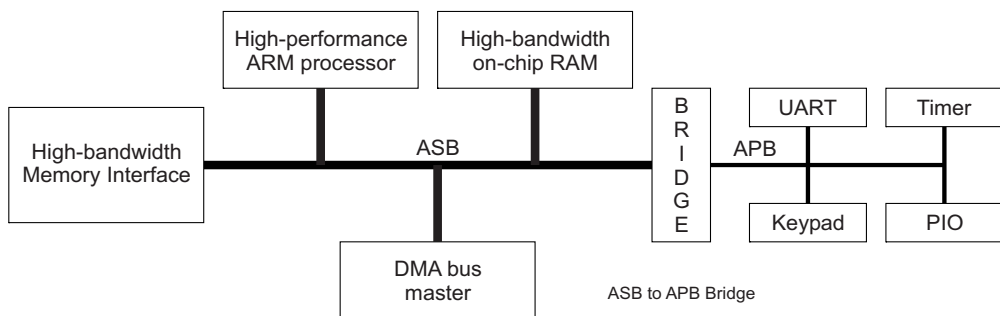 High-performance
ARM processor
High-bandwidth
on-chip RAM
High-bandwidth
Memory Interface
ASB
B
R
I
D
G
E
APB
UART
Timer
Keypad
PIO
DMA bus
master
ASB to APB Bridge